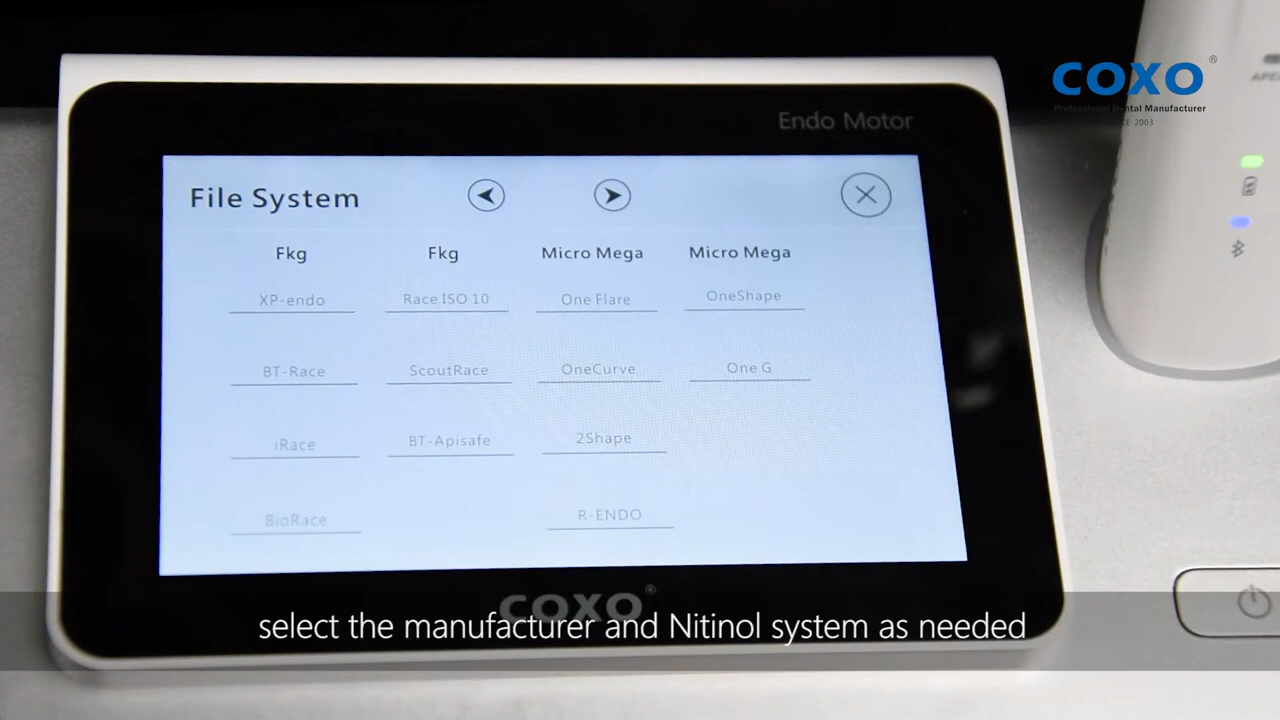 COXO®
Professional Dental Manufacturer
CE 2003
Endo Motor
File System
Fkg Fkg Micro Mega Micro Mega
XP-endo Race ISO 10 One Flare OneShape
BT-Race ScoutRace OneCurve One G
iRace BT-Apisafe 2Shape
BioRace R-ENDO
COXO®
select the manufacturer and Nitinol system as needed